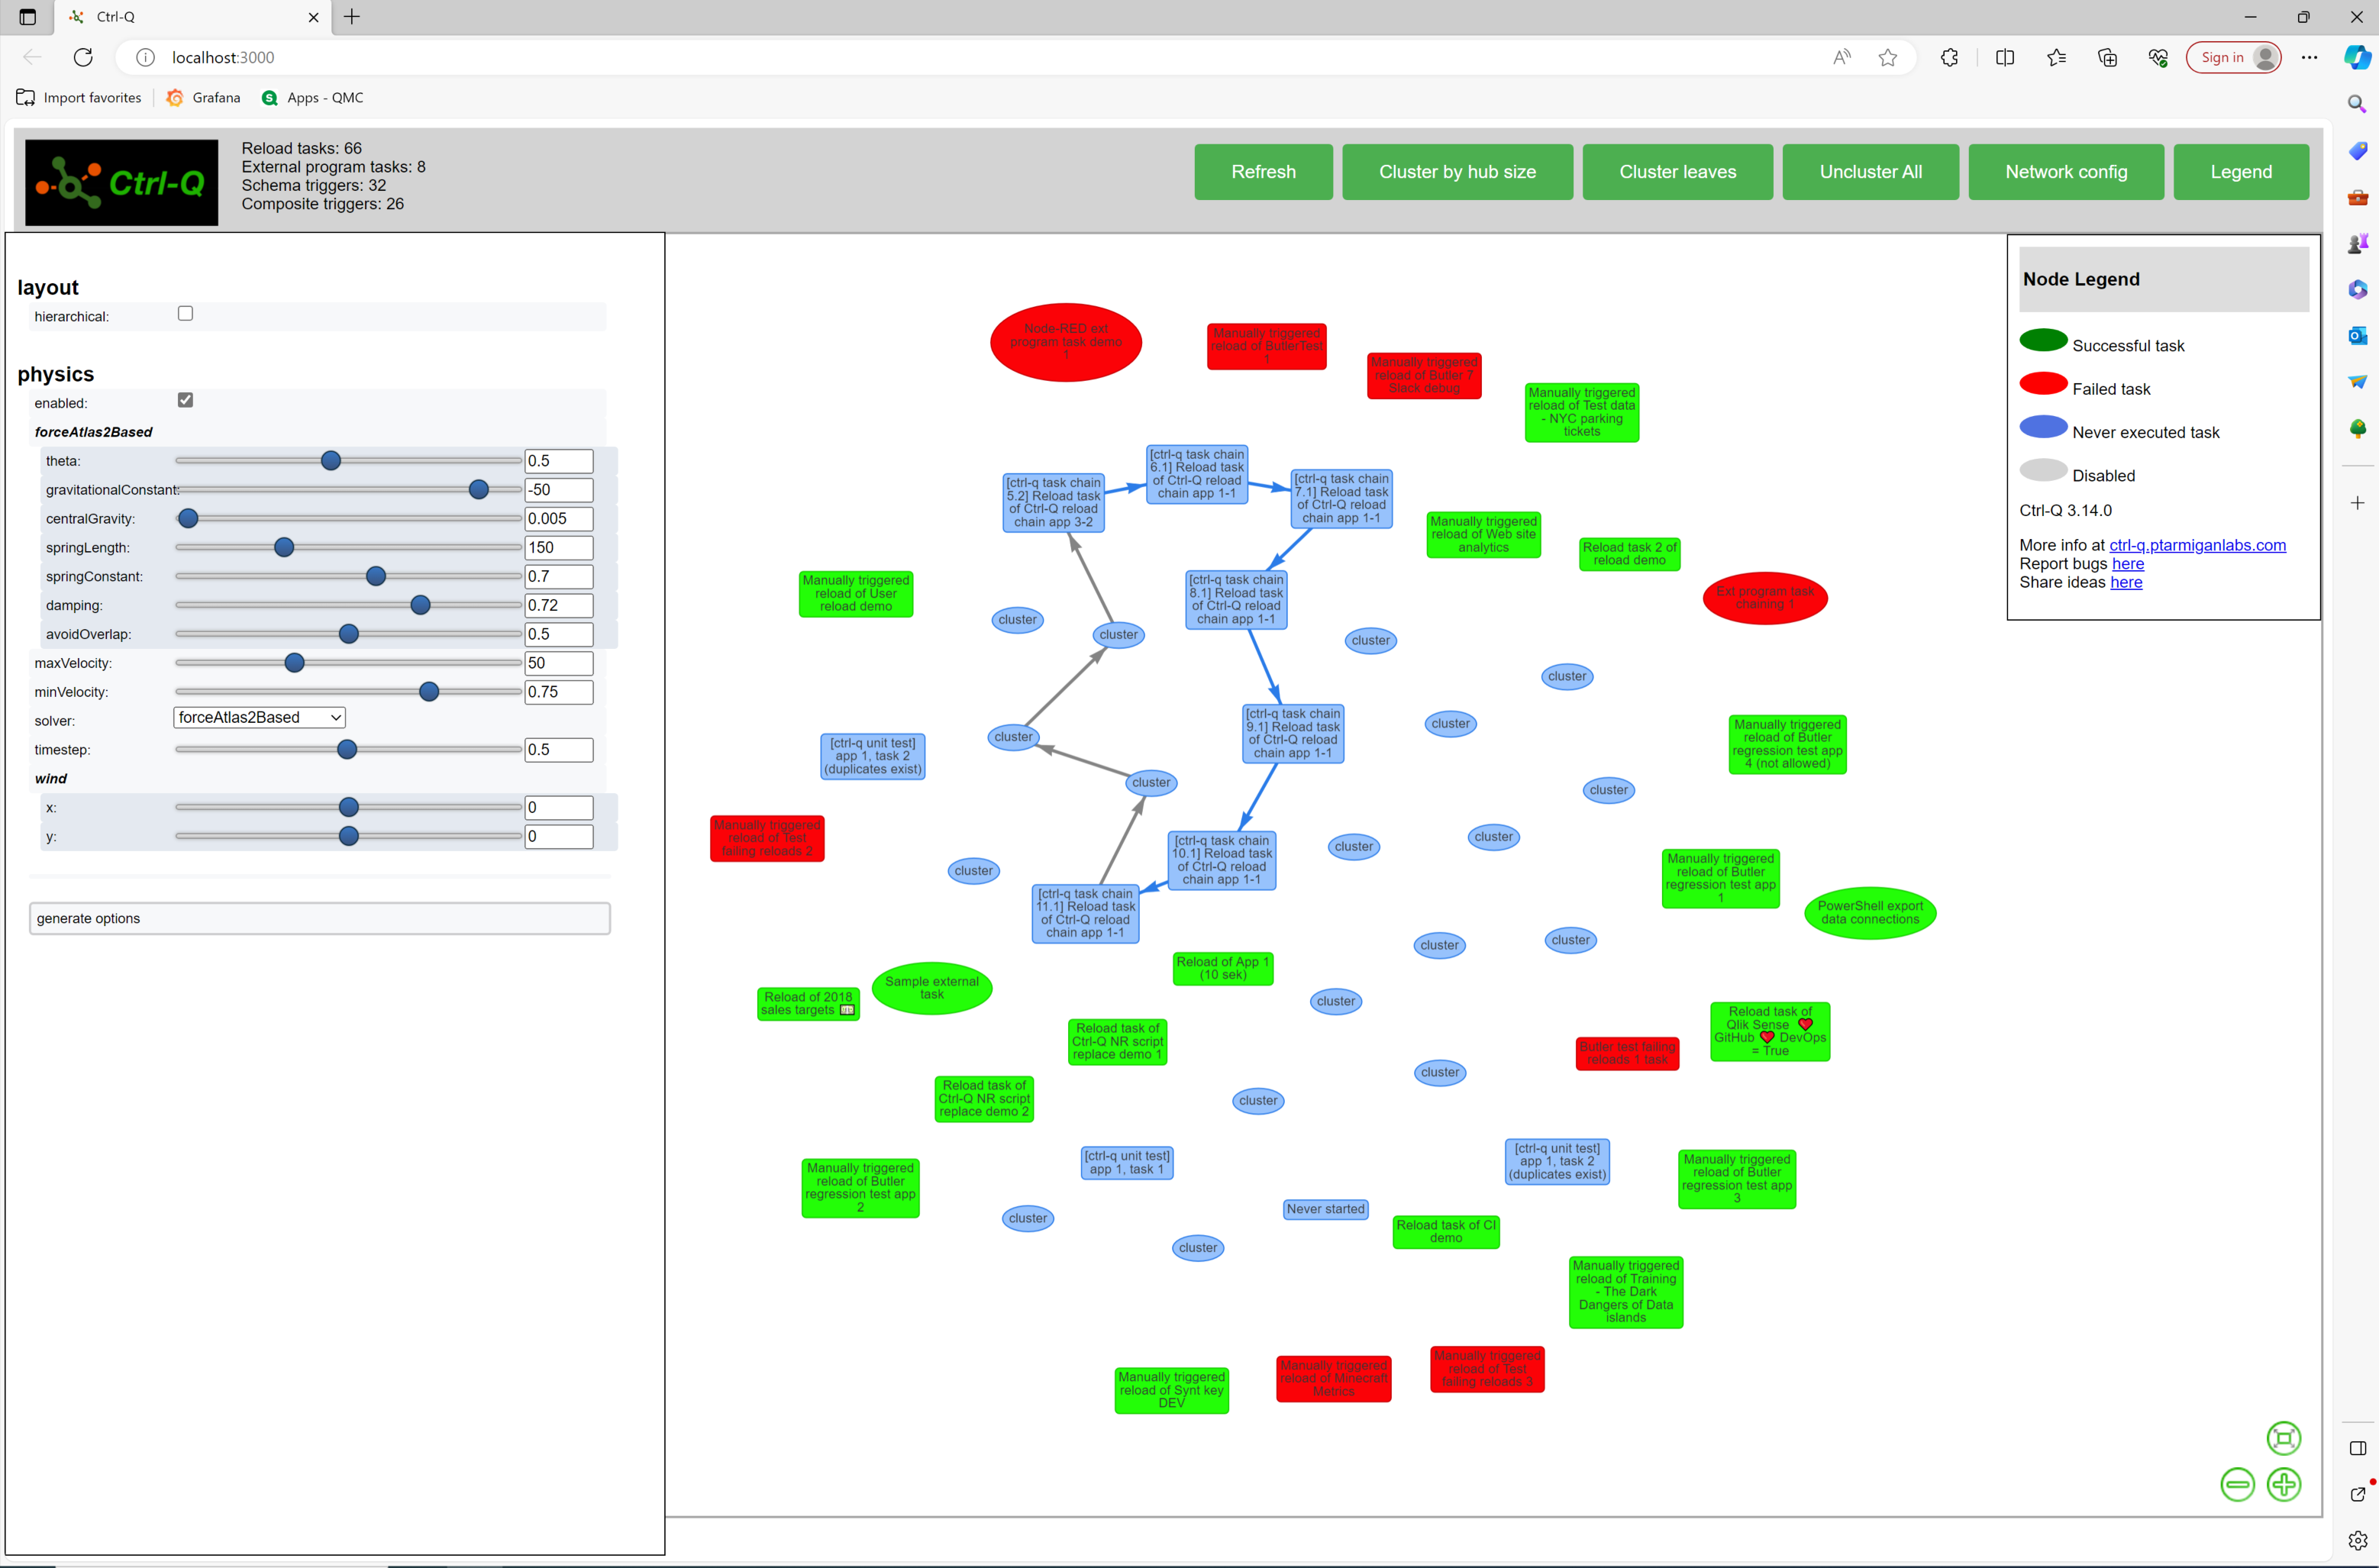 Ctrl-Q
localhost:3000
Sign in
Import favorites
Grafana
Apps - QMC
Ctrl-Q
Reload tasks: 66
External program tasks: 8
Schema triggers: 32
Composite triggers: 26
Refresh
Cluster by hub size
Cluster leaves
Uncluster All
Network config
Legend
layout
hierarchical:
physics
enabled:
forceAtlas2Based
theta: 0.5
gravitationalConstant: -50
centralGravity: 0.005
springLength: 150
springConstant: 0.7
damping: 0.72
avoidOverlap: 0.5
maxVelocity: 50
minVelocity: 0.75
solver: forceAtlas2Based
timestep: 0.5
wind
x: 0
y: 0
generate options
Node-RED ext
program task demo
1
Manually triggered
reload of ButlerTest
1
Manually triggered
reload of Butler 7
Slack debug
Manually triggered
reload of Test data
- NYC parking
tickets
[ctrl-q task chain
5.2] Reload task
of Ctrl-Q reload
chain app 3-2
[ctrl-q task chain
6.1] Reload task
of Ctrl-Q reload
chain app 1-1
[ctrl-q task chain
7.1] Reload task
of Ctrl-Q reload
chain app 1-1
Manually triggered
reload of Web site
analytics
Reload task 2 of
reload demo
Manually triggered
reload of User
reload demo
[ctrl-q task chain
8.1] Reload task
of Ctrl-Q reload
chain app 1-1
Ext program task
chaining 1
cluster
cluster
cluster
cluster
cluster
cluster
[ctrl-q task chain
9.1] Reload task
of Ctrl-Q reload
chain app 1-1
Manually triggered
reload of Butler
regression test app
4 (not allowed)
[ctrl-q unit test]
app 1, task 2
(duplicates exist)
cluster
cluster
Manually triggered
reload of Test
failing reloads 2
cluster
cluster
cluster
[ctrl-q task chain
10.1] Reload task
of Ctrl-Q reload
chain app 1-1
[ctrl-q task chain
11.1] Reload task
of Ctrl-Q reload
chain app 1-1
Manually triggered
reload of Butler
regression test app
1
PowerShell export
data connections
cluster
cluster
Reload of App 1
(10 sek)
Sample external
task
Reload of 2018
sales targets
cluster
Reload task of
Ctrl-Q NR script
replace demo 1
Reload task of
Qlik Sense
GitHub DevOps
= True
Butler test failing
reloads 1 task
cluster
Reload task of
Ctrl-Q NR script
replace demo 2
cluster
[ctrl-q unit test]
app 1, task 1
[ctrl-q unit test]
app 1, task 2
(duplicates exist)
Manually triggered
reload of Butler
regression test app
2
Manually triggered
reload of Butler
regression test app
3
cluster
Never started
Reload task of CI
demo
cluster
Manually triggered
reload of Training
- The Dark
Dangers of Data
islands
Manually triggered
reload of Synt key
DEV
Manually triggered
reload of Minecraft
Metrics
Manually triggered
reload of Test
failing reloads 3
Node Legend
Successful task
Failed task
Never executed task
Disabled
Ctrl-Q 3.14.0
More info at ctrl-q.ptarmiganlabs.com
Report bugs here
Share ideas here